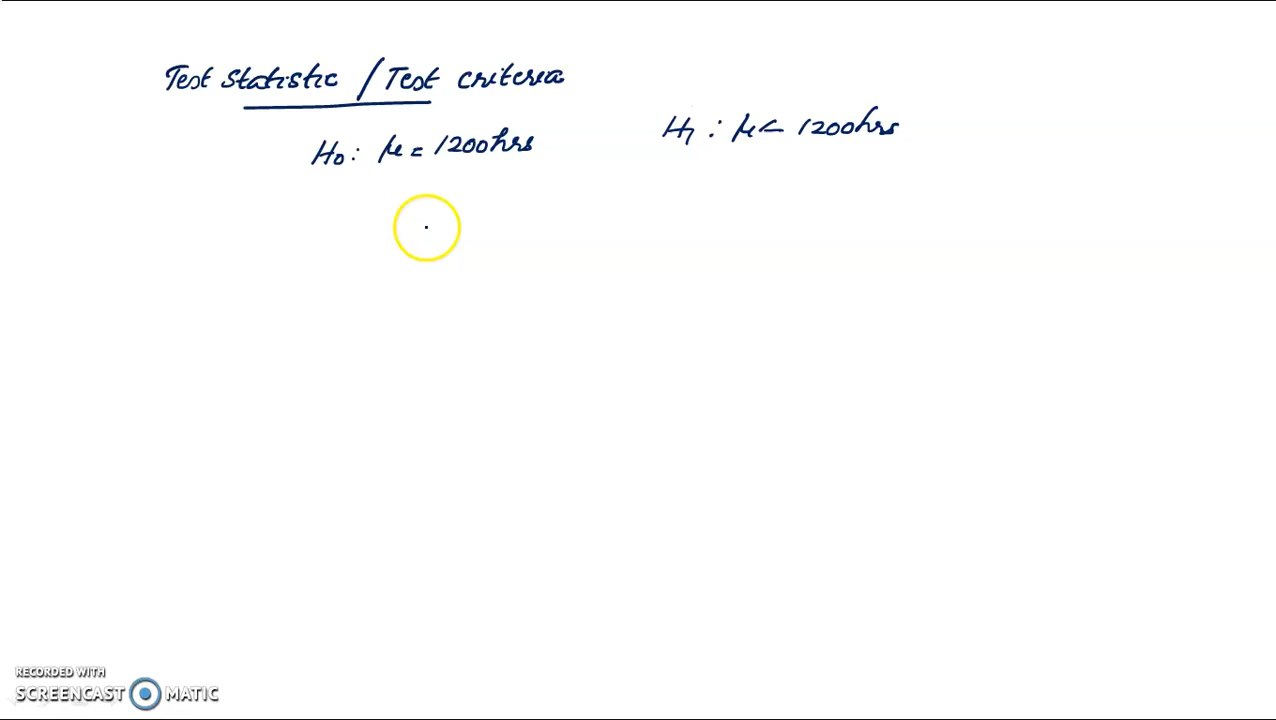 Test Statistic / Test criteria
H0: μ = 1200hrs
H1: μ < 1200hrs
RECORDED WITH
SCREENCAST MATIC